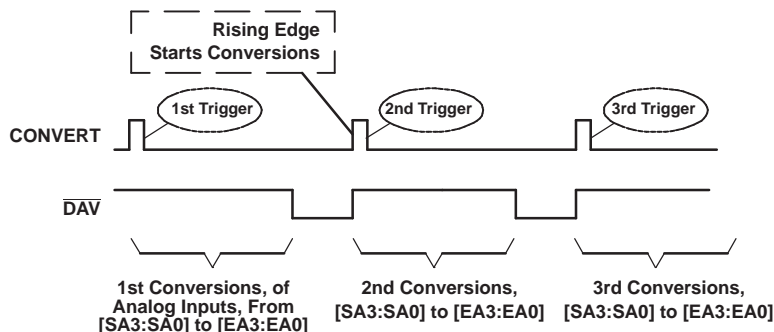 Rising Edge
Starts Conversions
1st Trigger
2nd Trigger
3rd Trigger
CONVERT
DAV
1st Conversions, of
Analog Inputs, From
[SA3:SA0] to [EA3:EA0]
2nd Conversions,
[SA3:SA0] to [EA3:EA0]
3rd Conversions,
[SA3:SA0] to [EA3:EA0]